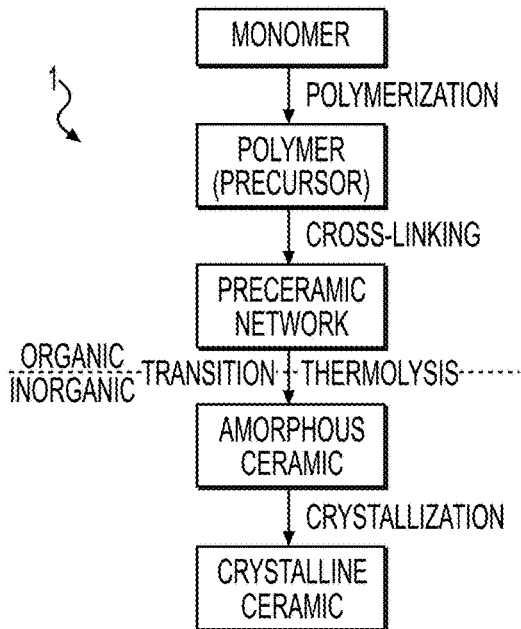 MONOMER
1
POLYMERIZATION
POLYMER
(PRECURSOR)
CROSS-LINKING
PRECERAMIC
NETWORK
ORGANIC
INORGANIC
TRANSITION
THERMOLYSIS
AMORPHOUS
CERAMIC
CRYSTALLIZATION
CRYSTALLINE
CERAMIC